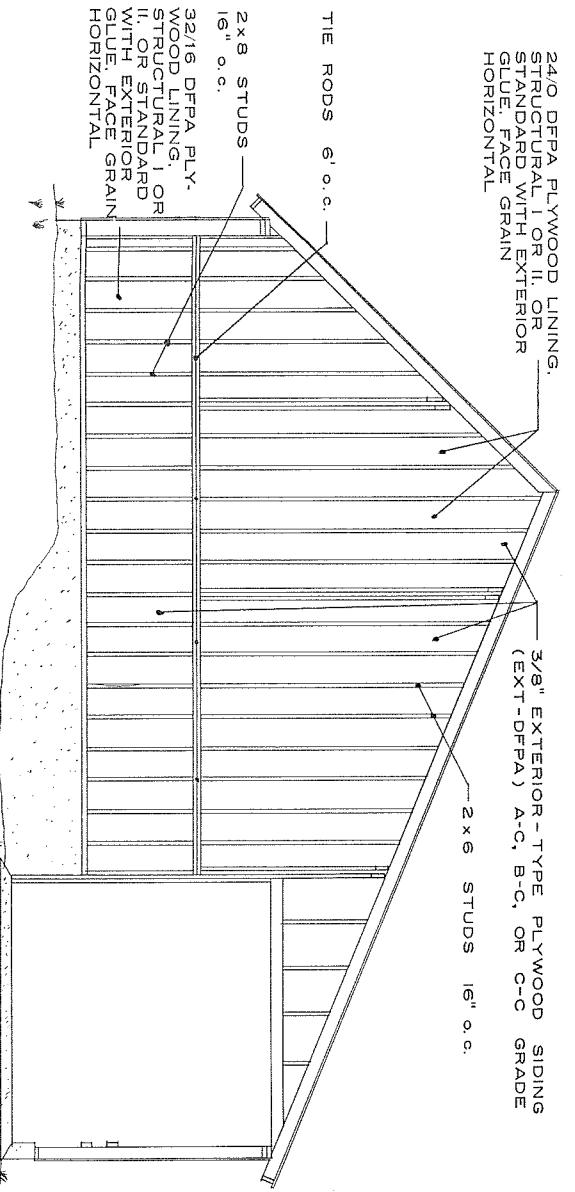 24/0 DFPA PLYWOOD LINING,
STRUCTURAL I OR II, OR
STANDARD WITH EXTERIOR
GLUE, FACE GRAIN
HORIZONTAL
TIE RODS 6' o.c.
2x8 STUDS
16" o.c.
32/16 DFPA PLY-
WOOD LINING,
STRUCTURAL I OR
II, OR STANDARD
WITH EXTERIOR
GLUE, FACE GRAIN
HORIZONTAL
3/8" EXTERIOR-TYPE PLYWOOD SIDING
(EXT-DFPA) A-C, B-C, OR C-C GRADE
2x6 STUDS 16" o.c.